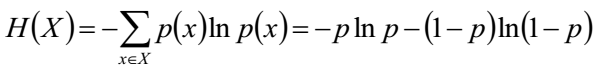 H(X)=−∑x∈X p(x)ln p(x)=−p ln p−(1−p)ln(1−p)